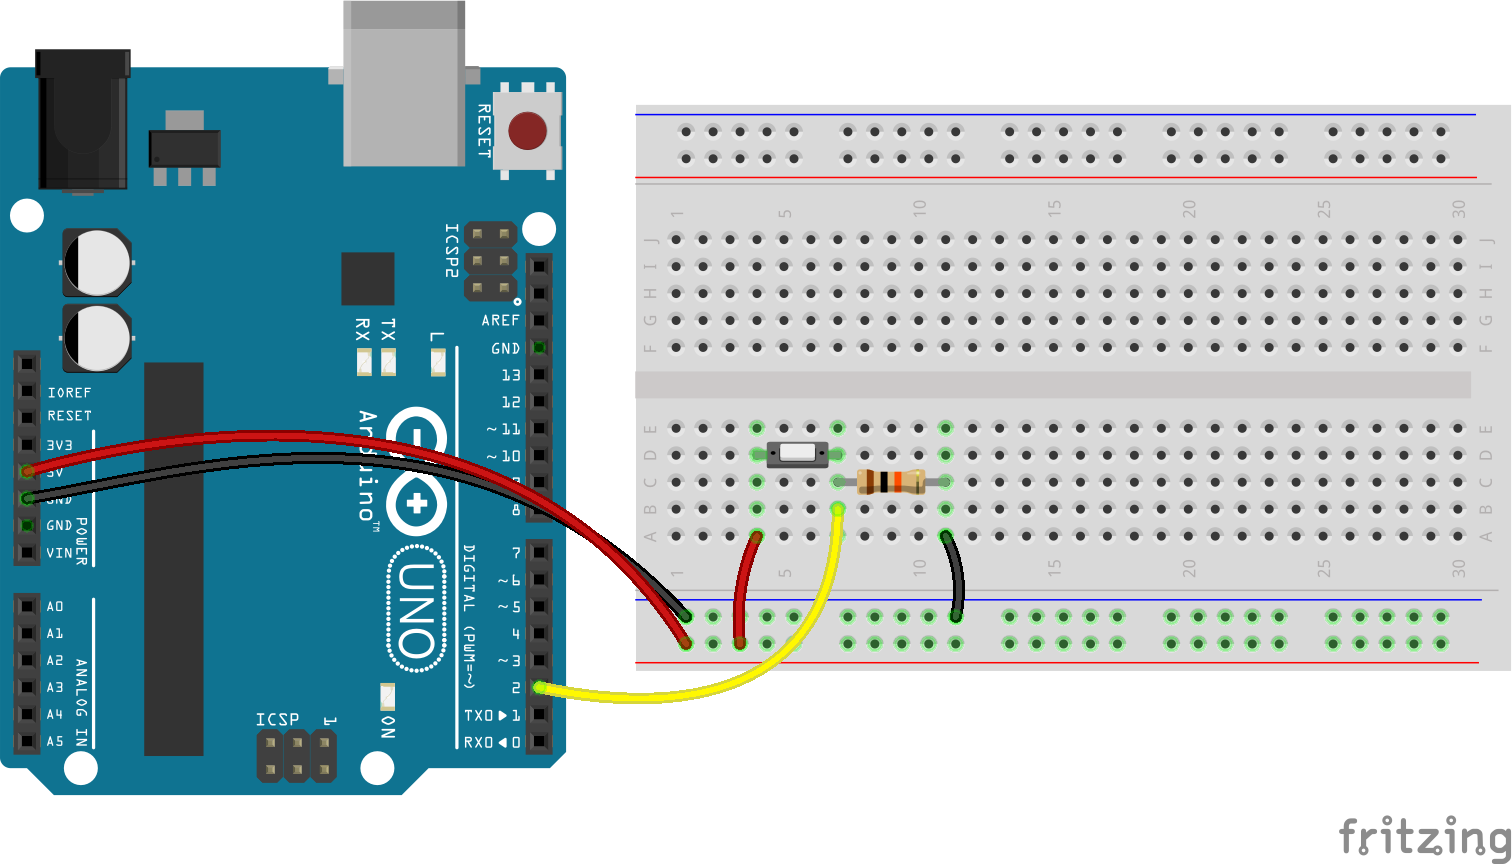 RESET
ICSP2
AREF
GND
13
12
~11
~10
9
8
7
~6
~5
4
~3
2
TX0▶1
RX0◀0
DIGITAL (PWM=~)
RX
TX
L
Arduino™
UNO
ON
ICSP
1
IOREF
RESET
3V3
5V
GND
GND
VIN
POWER
A0
A1
A2
A3
A4
A5
ANALOG IN
1 5 10 15 20 25 30
J J
I I
H H
G G
F F
E E
D D
C C
B B
A A
1 5 10 15 20 25 30
fritzing